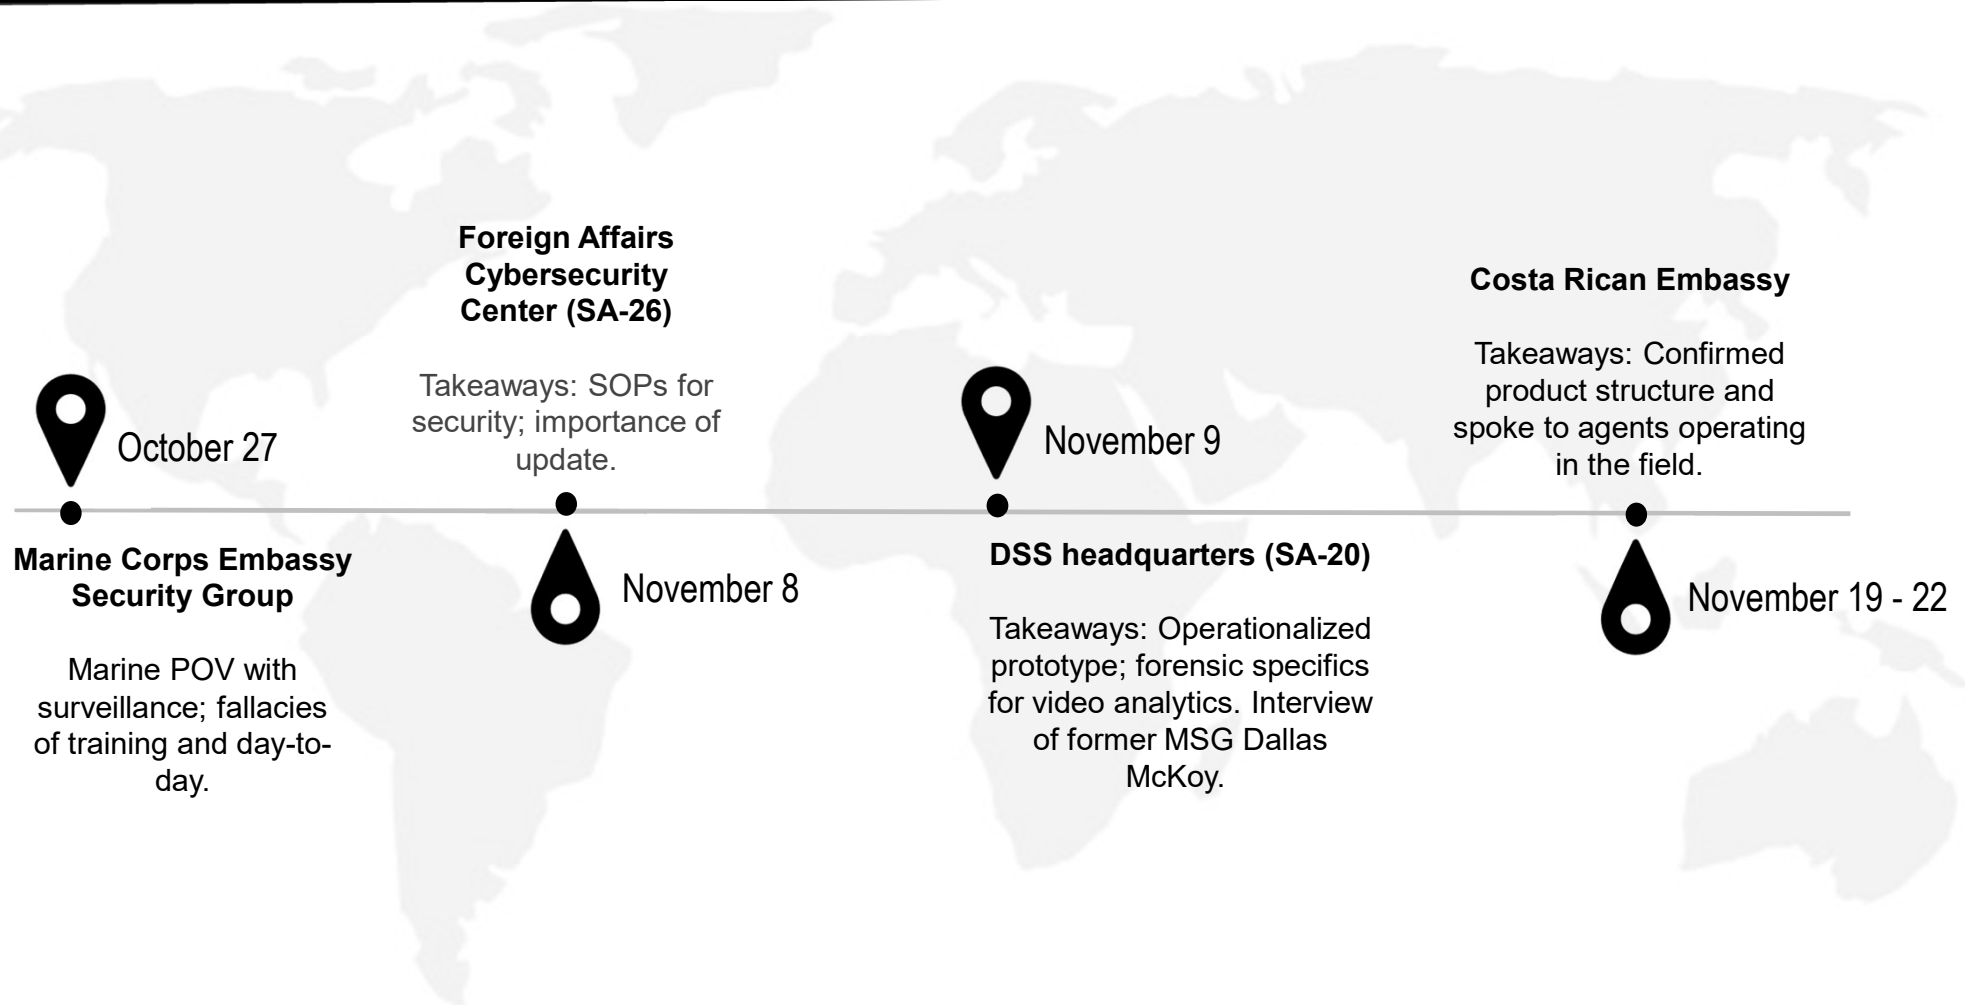 October 27
Marine Corps Embassy
Security Group
Marine POV with
surveillance; fallacies
of training and day-to-
day.
Foreign Affairs
Cybersecurity
Center (SA-26)
Takeaways: SOPs for
security; importance of
update.
November 8
November 9
DSS headquarters (SA-20)
Takeaways: Operationalized
prototype; forensic specifics
for video analytics. Interview
of former MSG Dallas
McKoy.
Costa Rican Embassy
Takeaways: Confirmed
product structure and
spoke to agents operating
in the field.
November 19 - 22